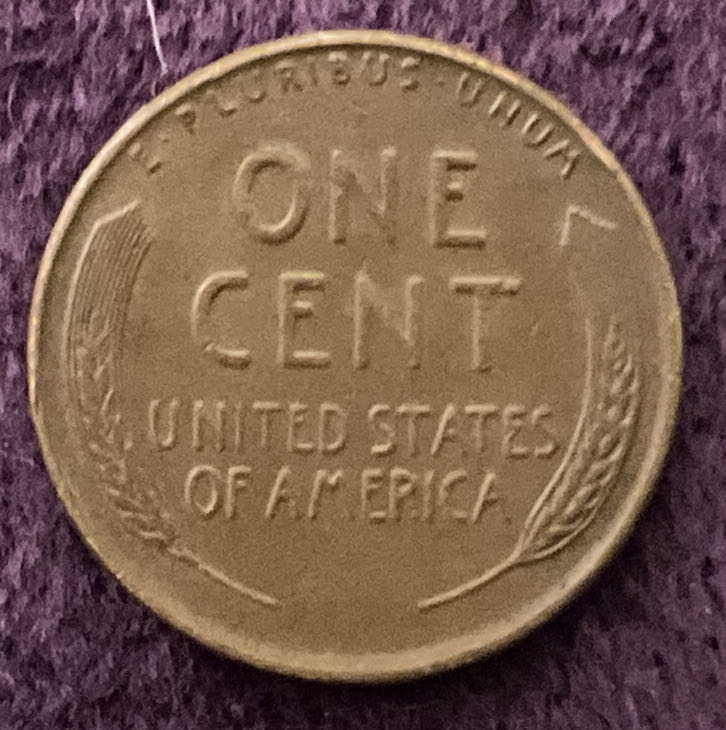 E·PLURIBUS·UNUM
ONE
CENT
UNITED STATES
OF AMERICA